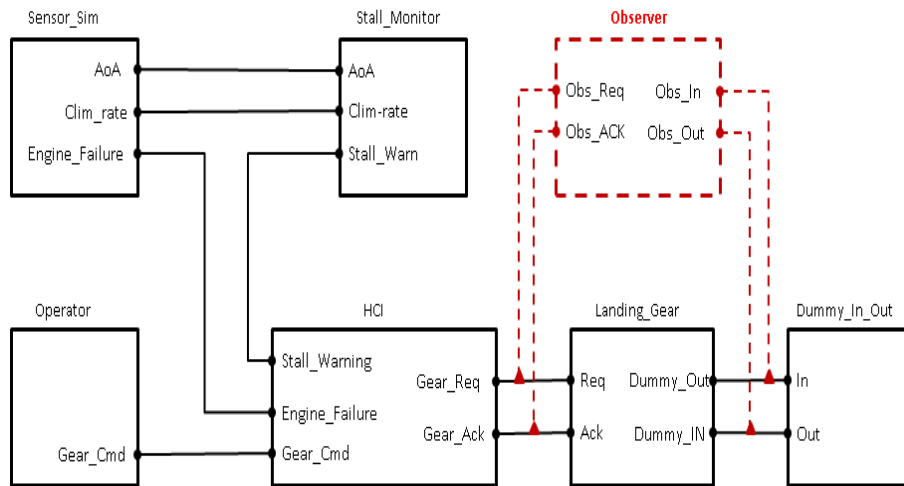 Sensor_Sim
AoA
Clim_rate
Engine_Failure
Stall_Monitor
AoA
Clim-rate
Stall_Warn
Observer
Obs_Req
Obs_In
Obs_ACK
Obs_Out
Operator
Gear_Cmd
HCI
Stall_Warning
Gear_Req
Engine_Failure
Gear_Ack
Gear_Cmd
Landing_Gear
Req
Dummy_Out
Ack
Dummy_IN
Dummy_In_Out
In
Out